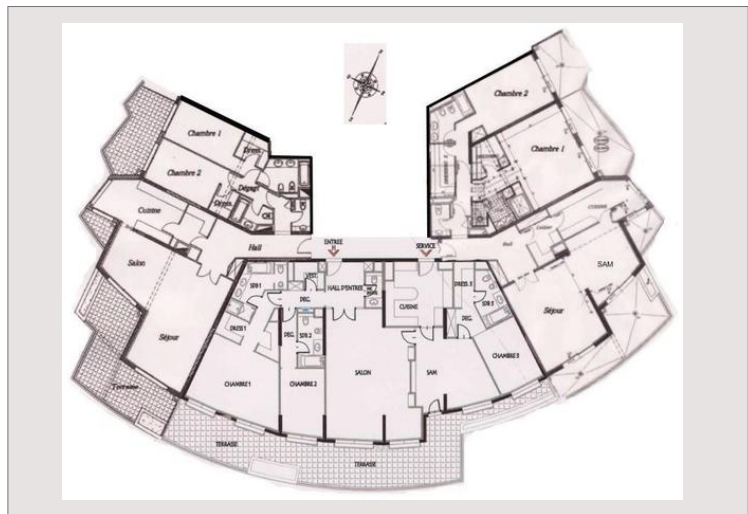 Chambre 2
Chambre 1
Chambre 1
Dress.
Chambre 2
Dégagt
Cuisine
Hall
ENTREE
SERVICE
Salon
SAM
Séjour
Séjour
Terrasse
SDB 1
DEG.
HALL D'ENTREE
CUISINE
DRESS. 3
SDB. 3
DEG.
DRESS 1
DEG.
SDB. 2
CHAMBRE 1
CHAMBRE 2
SALON
SAM
CHAMBRE 3
TERRASSE
TERRASSE